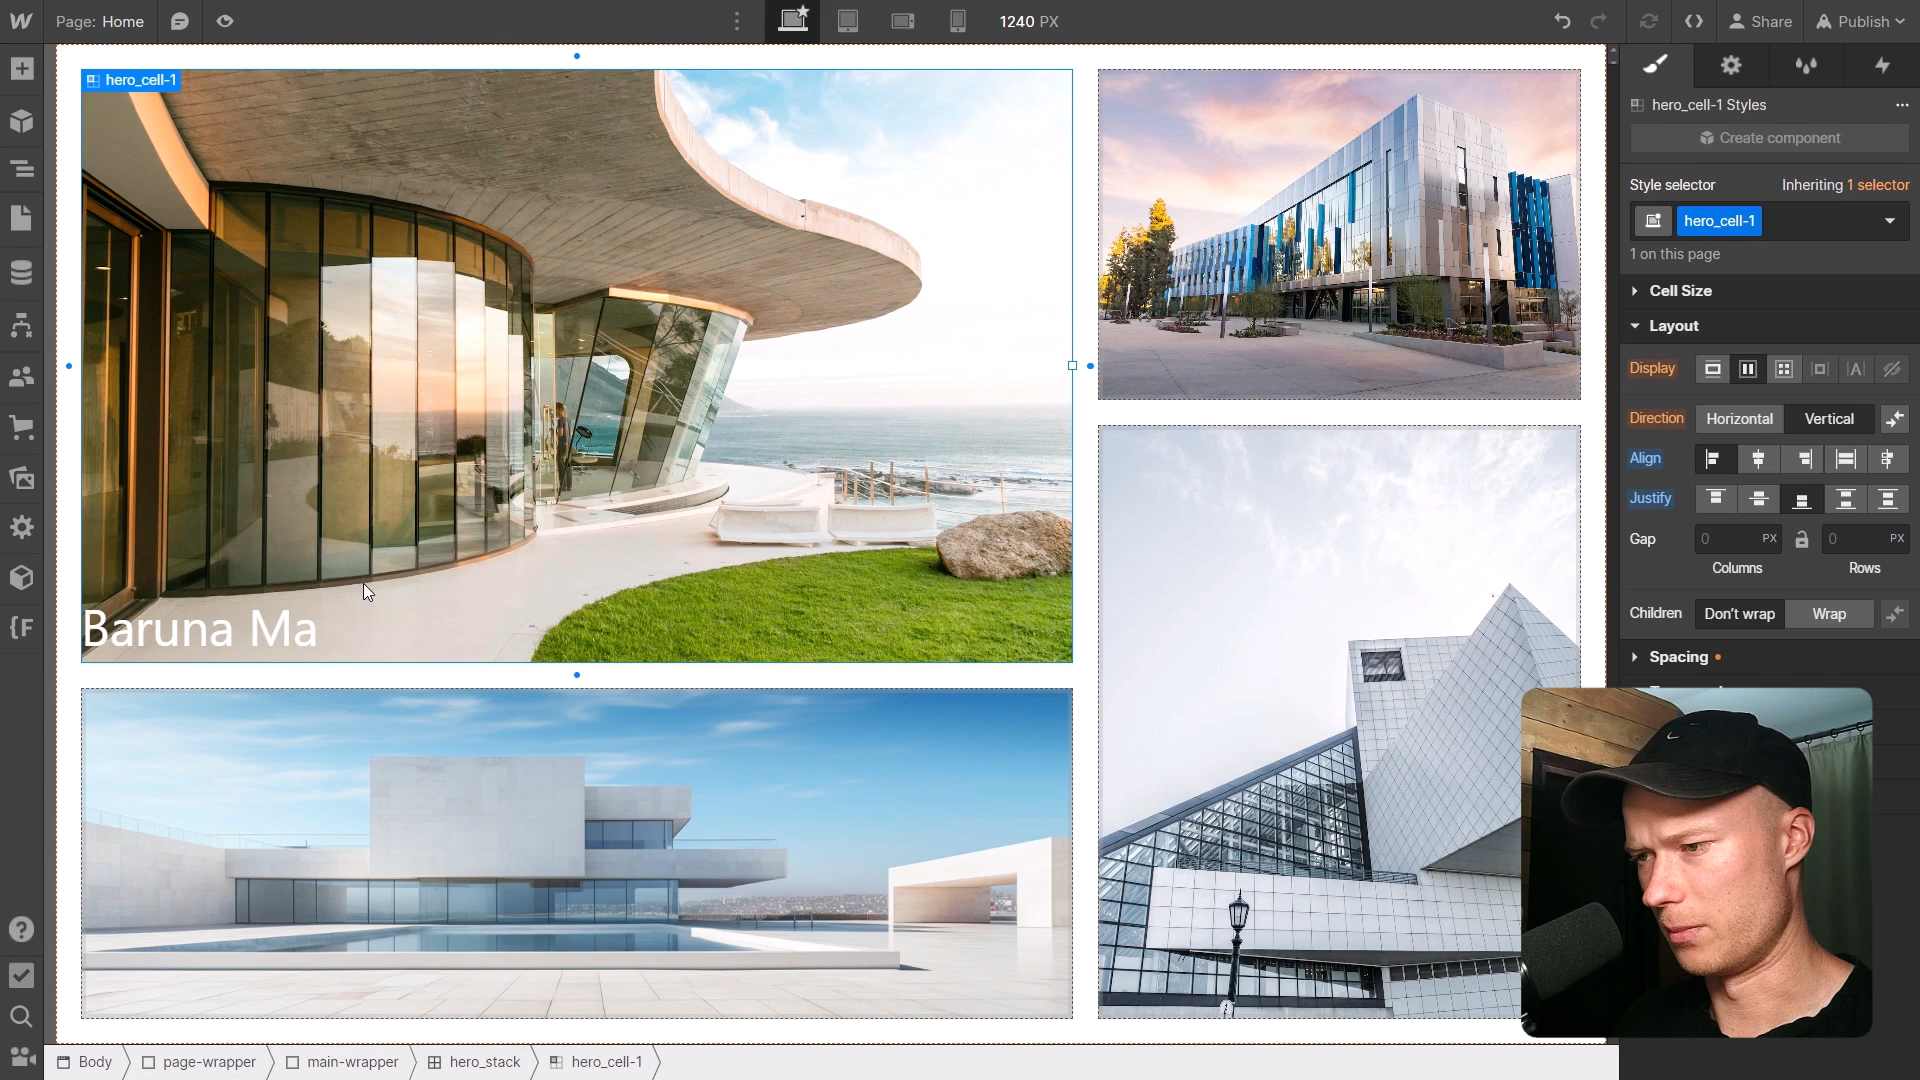 Page: Home
1240 PX
Share
Publish
hero_cell-1
Baruna Ma
hero_cell-1 Styles
Create component
Style selector
Inheriting 1 selector
hero_cell-1
1 on this page
Cell Size
Layout
Display
Direction
Horizontal
Vertical
Align
Justify
Gap
0 PX
0 PX
Columns
Rows
Children
Don't wrap
Wrap
Spacing
Body
page-wrapper
main-wrapper
hero_stack
hero_cell-1